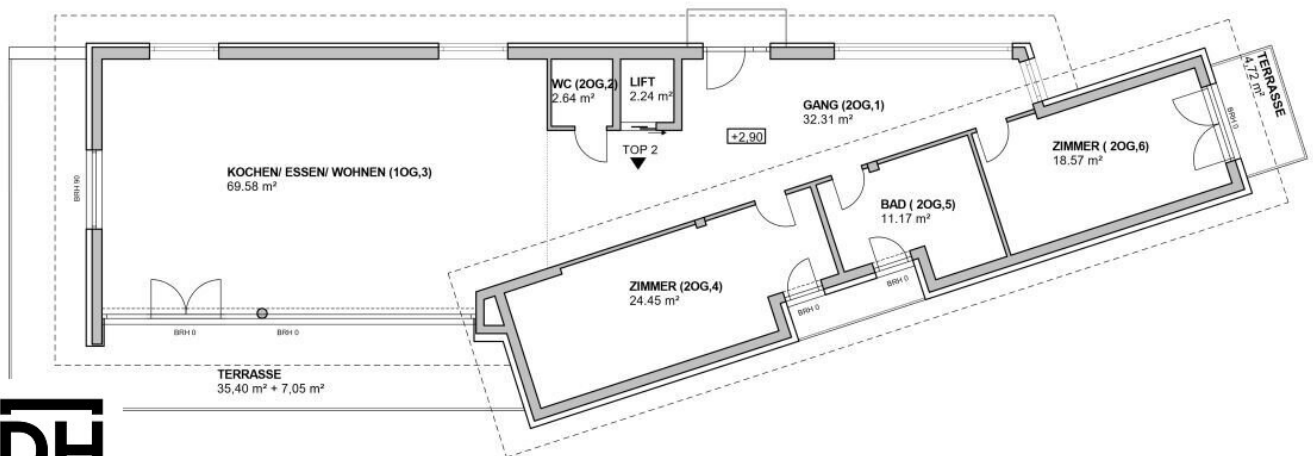 WC (2OG,2)
2.64 m²
LIFT
2.24 m²
TERRASSE
4,72 m²
GANG (2OG,1)
32.31 m²
+2,90
TOP 2
BRH 0
ZIMMER ( 2OG,6)
18.57 m²
KOCHEN/ ESSEN/ WOHNEN (1OG,3)
69.58 m²
BRH 90
BAD ( 2OG,5)
11.17 m²
ZIMMER (2OG,4)
24.45 m²
BRH 0
BRH 0
BRH 0
BRH 0
TERRASSE
35,40 m² + 7,05 m²
DH